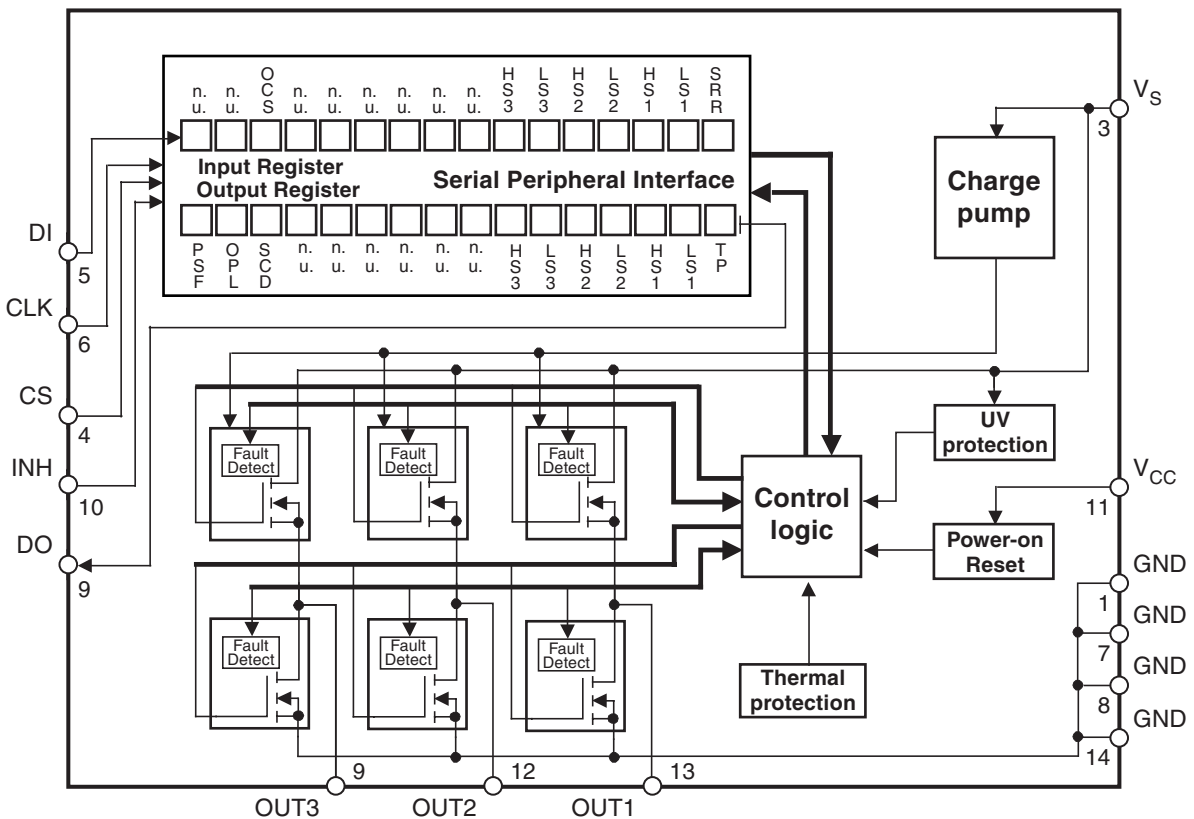 n.
u.
n.
u.
O
C
S
n.
u.
n.
u.
n.
u.
n.
u.
n.
u.
n.
u.
H
S
3
L
S
3
H
S
2
L
S
2
H
S
1
L
S
1
S
R
R
Input Register
Output Register
Serial Peripheral Interface
P
S
F
O
P
L
S
C
D
n.
u.
n.
u.
n.
u.
n.
u.
n.
u.
n.
u.
H
S
3
L
S
3
H
S
2
L
S
2
H
S
1
L
S
1
T
P
DI
5
CLK
6
CS
4
INH
10
DO
9
VS
3
Charge
pump
UV
protection
VCC
11
Power-on
Reset
Control
logic
Thermal
protection
GND
1
GND
7
GND
8
GND
14
Fault
Detect
Fault
Detect
Fault
Detect
Fault
Detect
Fault
Detect
Fault
Detect
9
12
13
OUT3
OUT2
OUT1